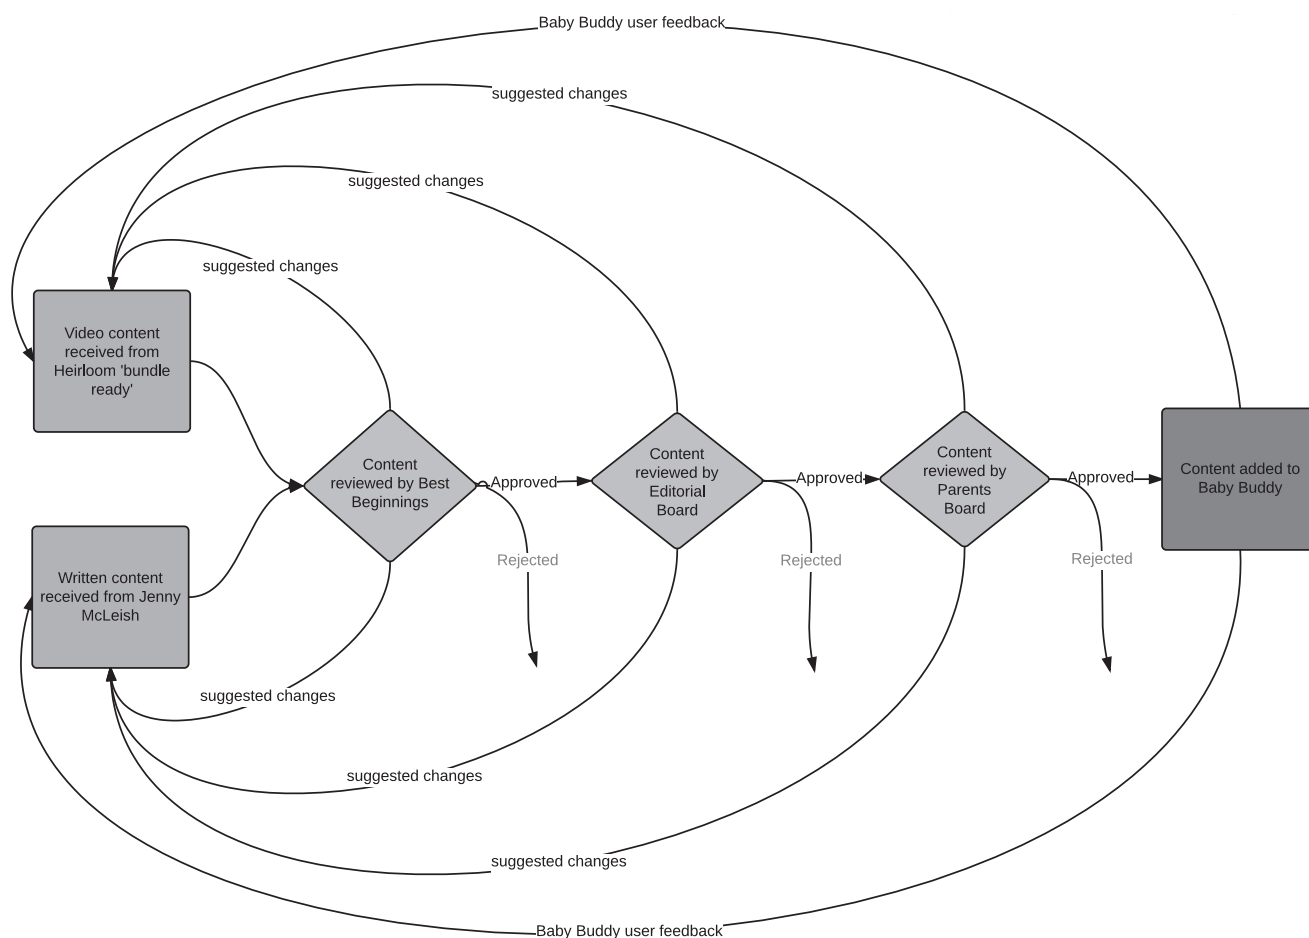 Baby Buddy user feedback
suggested changes
suggested changes
suggested changes
Video content
received from
Heirloom 'bundle
ready'
Content
reviewed by Best
Beginnings
Approved
Content
reviewed by
Editorial
Board
Approved
Content
reviewed by
Parents
Board
Approved
Content added to
Baby Buddy
Rejected
Rejected
Rejected
Written content
received from Jenny
McLeish
suggested changes
suggested changes
suggested changes
Baby Buddy user feedback